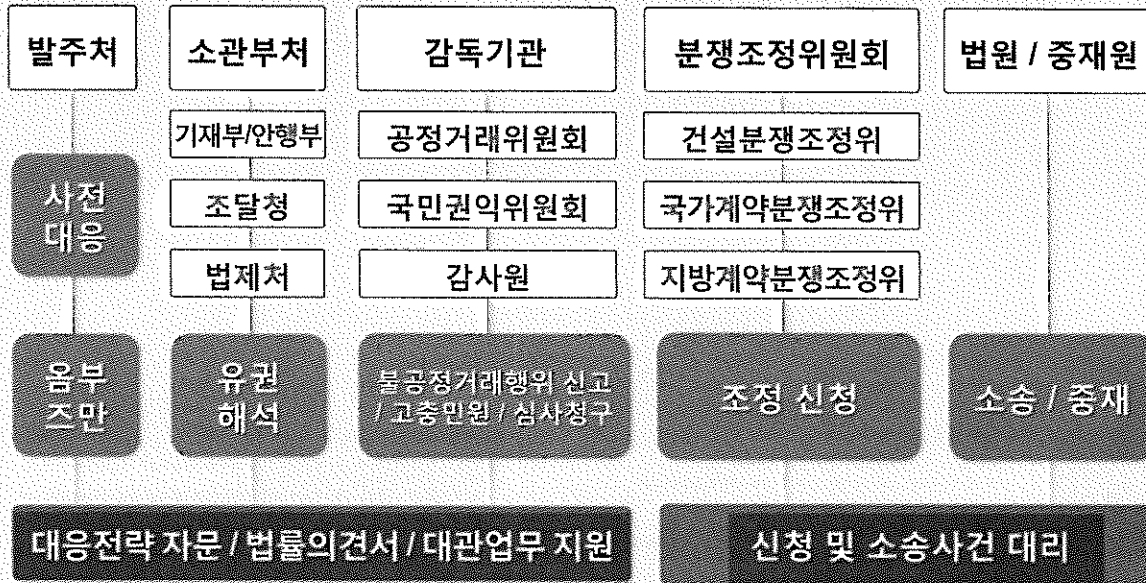 발주처
소관부처
감독기관
분쟁조정위원회
법원 / 중재원
기재부/안행부
공정거래위원회
건설분쟁조정위
사전
대응
조달청
국민권익위원회
국가계약분쟁조정위
법제처
감사원
지방계약분쟁조정위
옴부
즈만
유권
해석
불공정거래행위 신고
/ 고충민원 / 심사청구
조정 신청
소송 / 중재
대응전략 자문 / 법률의견서 / 대관업무 지원
신청 및 소송사건 대리